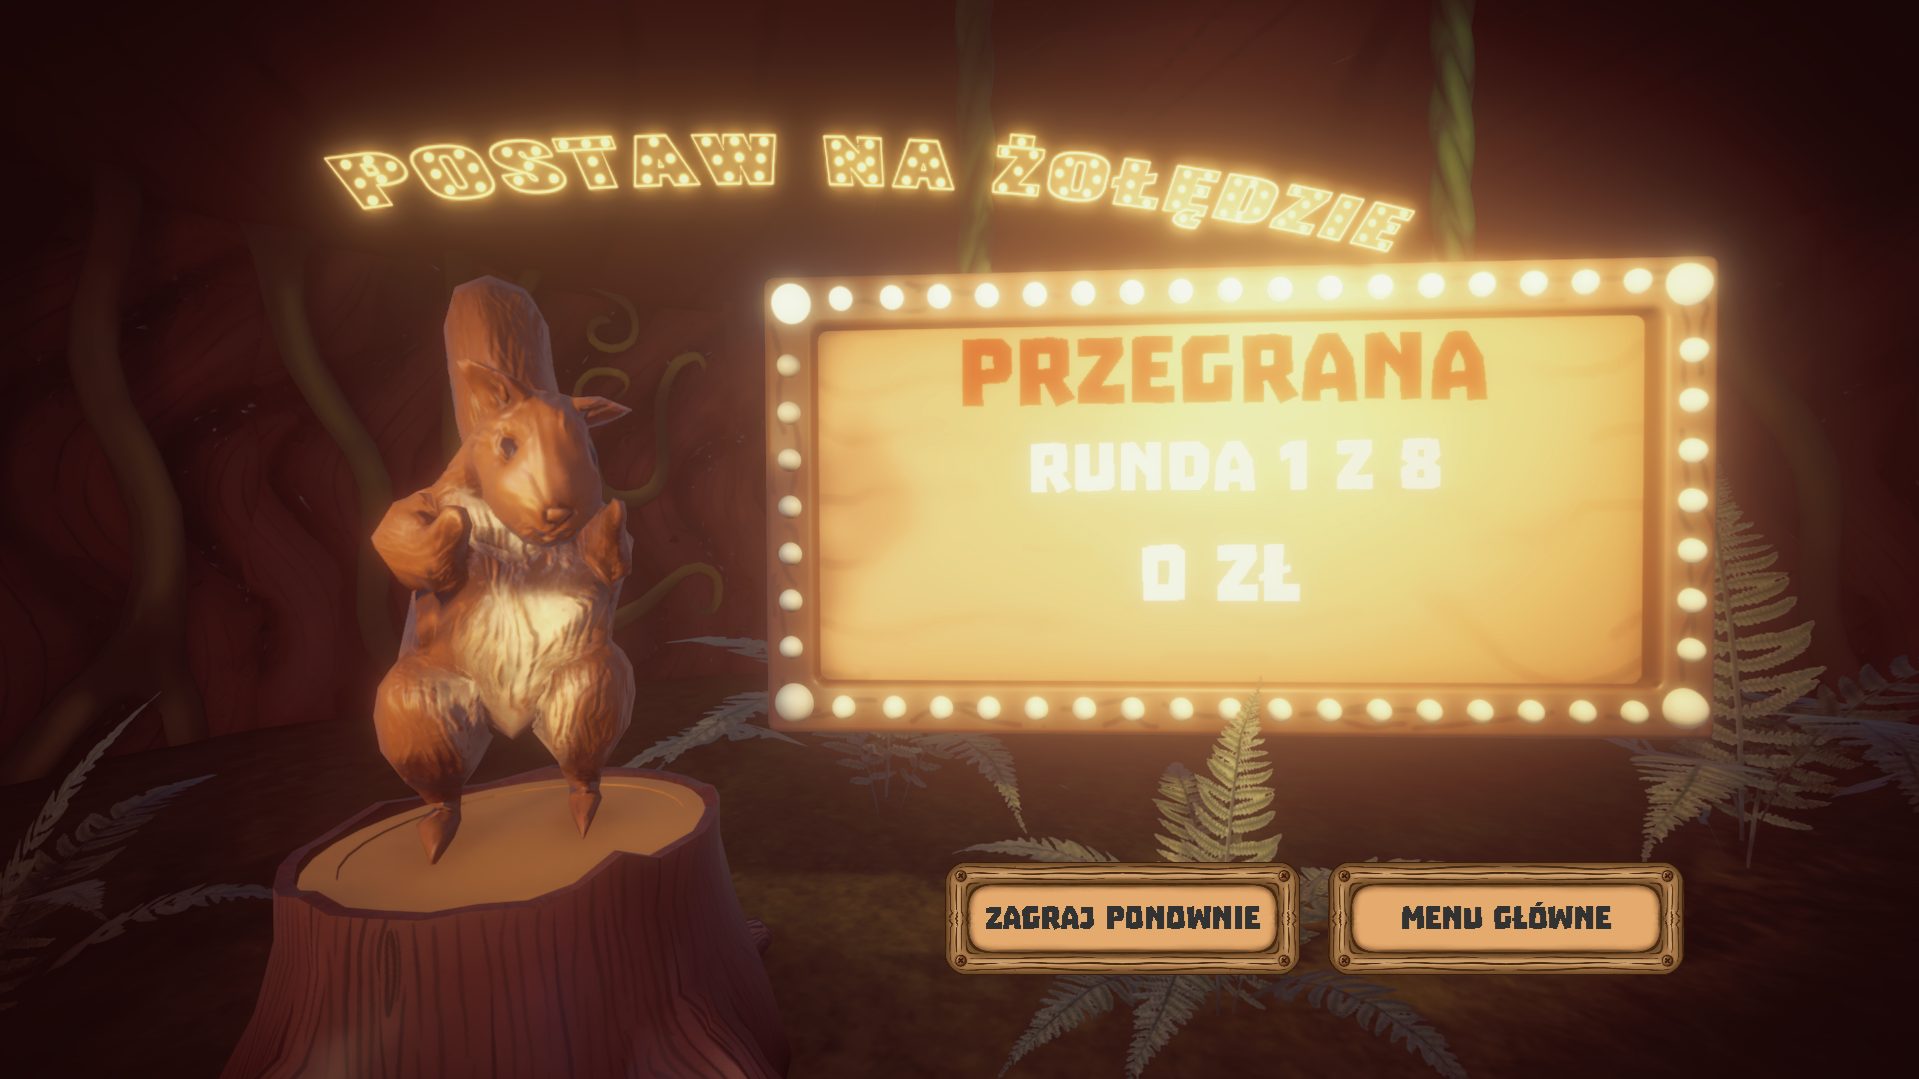 POSTAW NA ŻOŁĘDZIE
PRZEGRANA
RUNDA 1 Z 8
0 ZŁ
ZAGRAJ PONOWNIE
MENU GŁÓWNE